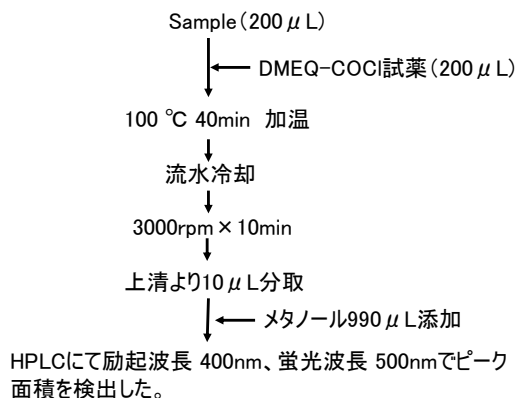 Sample(200μL)
DMEQ-COCl試薬(200μL)
100 ℃ 40min 加温
流水冷却
3000rpm×10min
上清より10μL分取
メタノール990μL添加
HPLCにて励起波長 400nm、蛍光波長 500nmでピーク
面積を検出した。